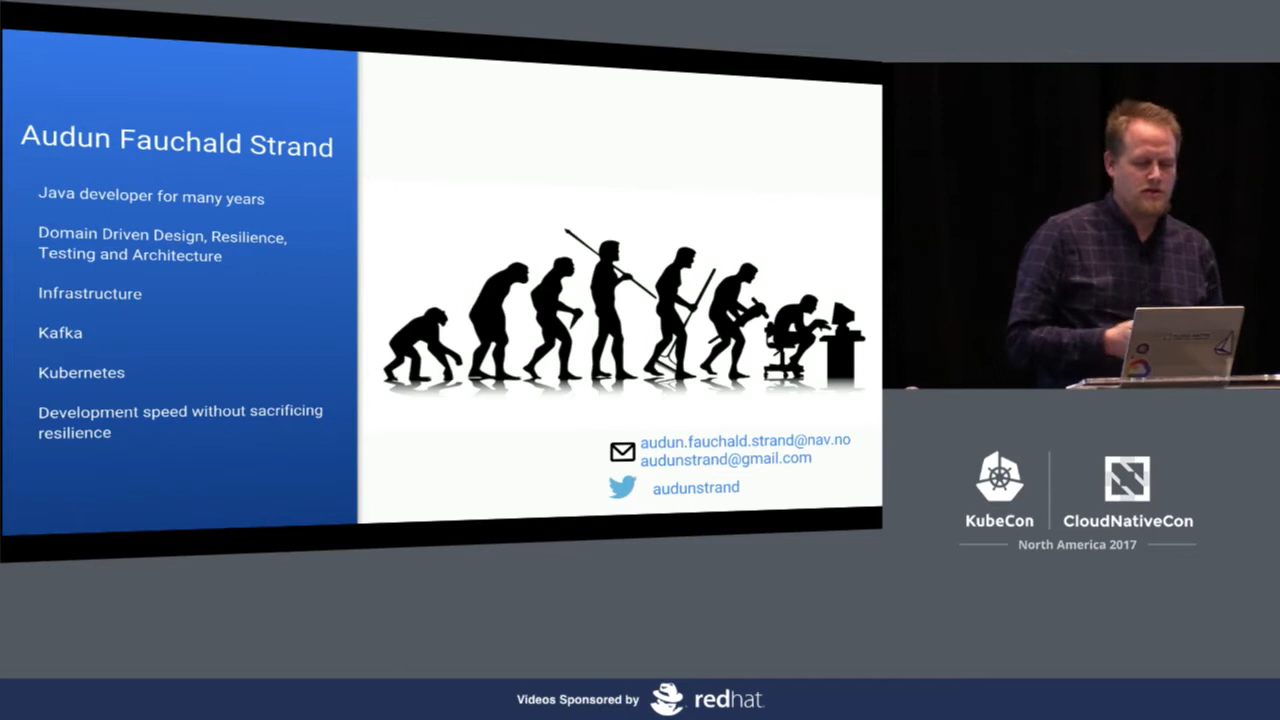 Audun Fauchald Strand
Java developer for many years
Domain Driven Design, Resilience,
Testing and Architecture
Infrastructure
Kafka
Kubernetes
Development speed without sacrificing
resilience
audun.fauchald.strand@nav.no
audunstrand@gmail.com
audunstrand
KubeCon
CloudNativeCon
North America 2017
Videos Sponsored by
redhat